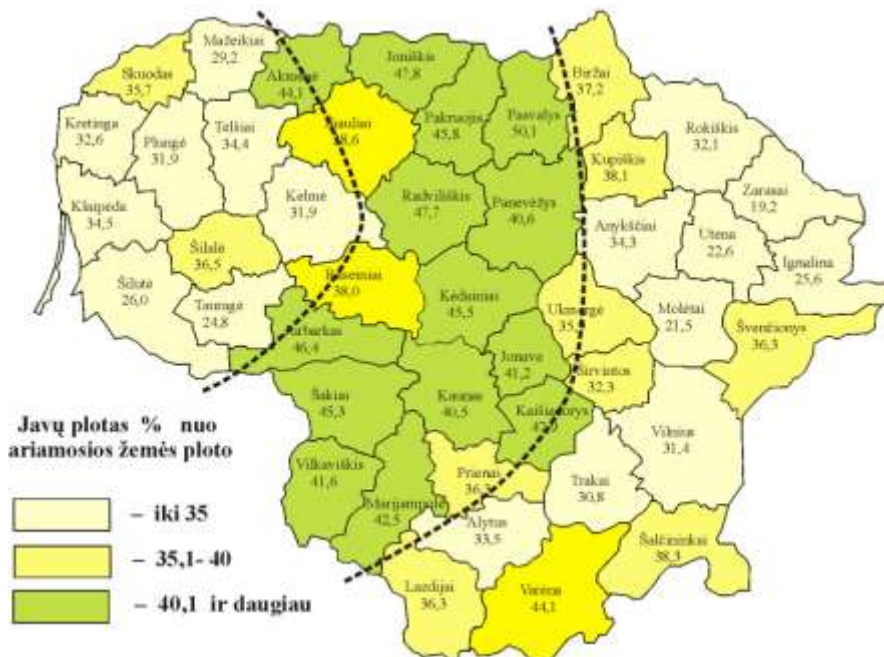 Mažeikiai
29,2
Skuodas
35,7
Akmenė
44,1
Joniškis
47,8
Biržai
37,2
Kretinga
32,6
Plungė
31,9
Telšiai
34,4
38,6
Pakruojis
45,8
Pasvalys
50,1
Rokiškis
32,1
Kupiškis
38,1
Zarasai
19,2
Klaipėda
34,5
Kelmė
31,9
Radviliškis
47,7
Panevėžys
40,6
Anykščiai
34,3
Utena
22,6
Ignalina
25,6
Šilalė
36,5
Šilutė
26,0
38,0
Kėdainiai
45,5
Ukmergė
Molėtai
21,5
Švenčionys
36,3
24,8
46,4
Jonava
41,2
32,3
Šakiai
45,3
Kaunas
40,5
Vilnius
31,4
Javų plotas % nuo
ariamosios žemės ploto
Vilkaviškis
41,6
Prienai
Trakai
30,8
Marijampolė
42,5
Alytus
33,5
– iki 35
– 35,1- 40
– 40,1 ir daugiau
Šalčininkai
38,3
Lazdijai
36,3
Varėna
44,1